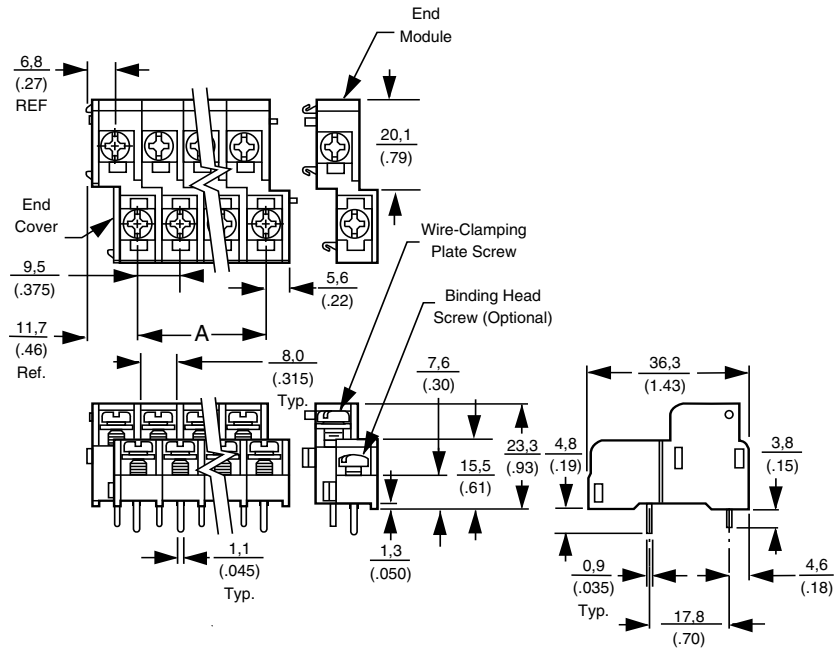 End
Module
6,8
(.27)
REF
20,1
(.79)
End
Cover
Wire-Clamping
Plate Screw
9,5
(.375)
5,6
(.22)
Binding Head
Screw (Optional)
11,7
(.46)
Ref.
A
8,0
(.315)
Typ.
7,6
(.30)
36,3
(1.43)
23,3
(.93)
4,8
(.19)
3,8
(.15)
15,5
(.61)
1,1
(.045)
Typ.
1,3
(.050)
0,9
(.035)
Typ.
4,6
(.18)
17,8
(.70)